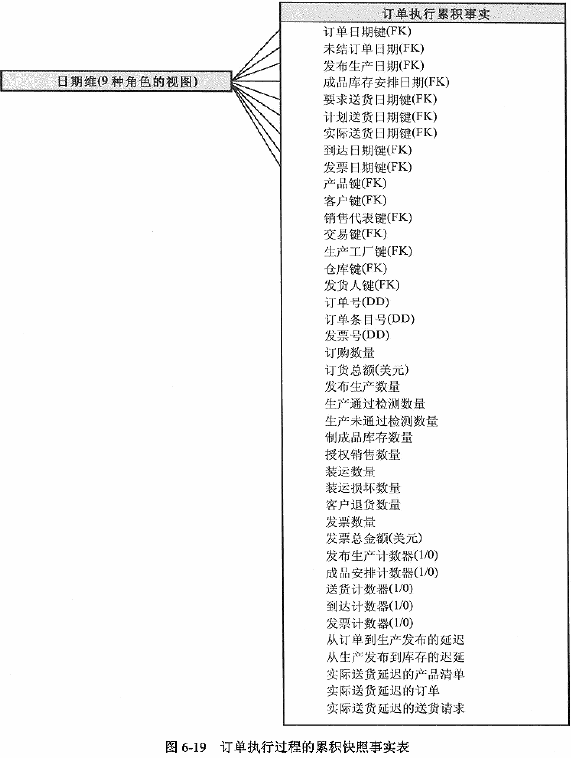 订单执行累积事实
订单日期键(FK)
未结订单日期(FK)
发布生产日期(FK)
日期维(9种角色的视图)
成品库存安排日期(FK)
要求送货日期键(FK)
计划送货日期键(FK)
实际送货日期键(FK)
到达日期键(FK)
发票日期键(FK)
产品键(FK)
客户键(FK)
销售代表键(FK)
交易键(FK)
生产工厂键(FK)
仓库键(FK)
发货人键(FK)
订单号(DD)
订单条目号(DD)
发票号(DD)
订购数量
订货总额(美元)
发布生产数量
生产通过检测数量
生产未通过检测数量
制成品库存数量
授权销售数量
装运数量
装运损坏数量
客户退货数量
发票数量
发票总金额(美元)
发布生产计数器(1/0)
成品安排计数器(1/0)
送货计数器(1/0)
到达计数器(1/0)
发票计数器(1/0)
从订单到生产发布的延迟
从生产发布到库存的迟延
实际送货延迟的产品清单
实际送货延迟的订单
实际送货延迟的送货请求
图 6-19 订单执行过程的累积快照事实表